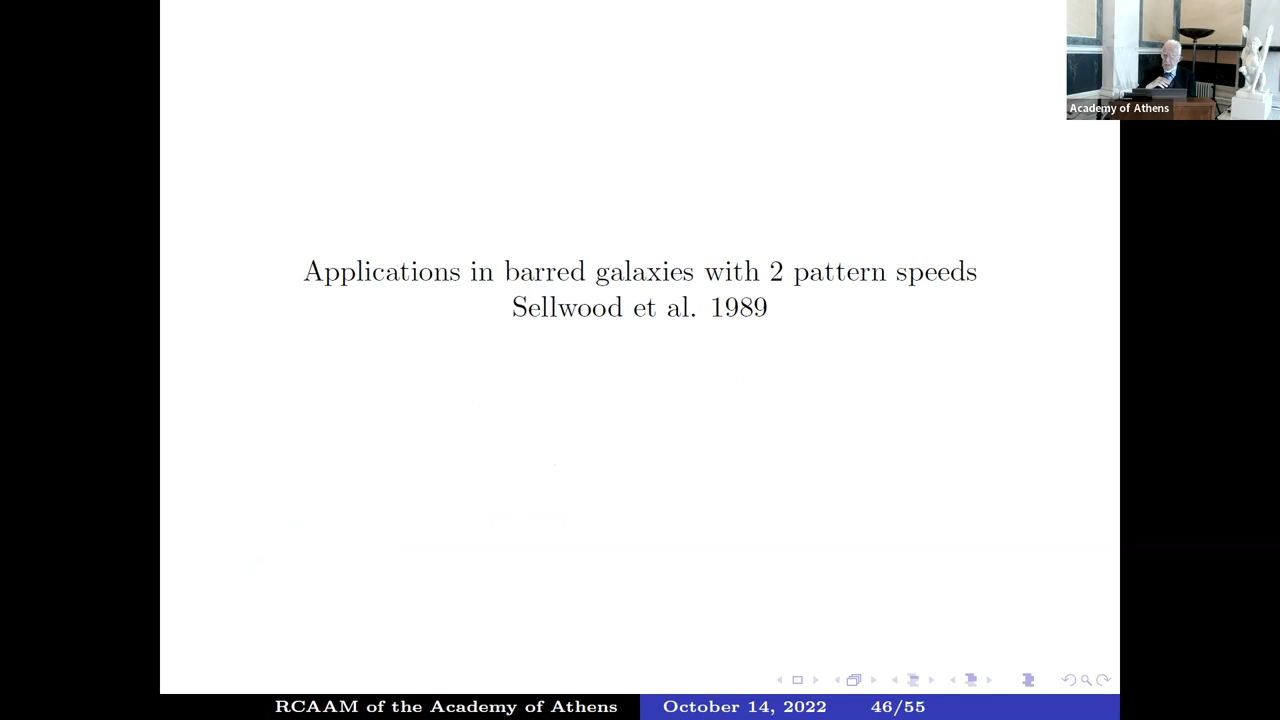 Academy of Athens
Applications in barred galaxies with 2 pattern speeds
Sellwood et al. 1989
RCAAM of the Academy of Athens October 14, 2022 46/55